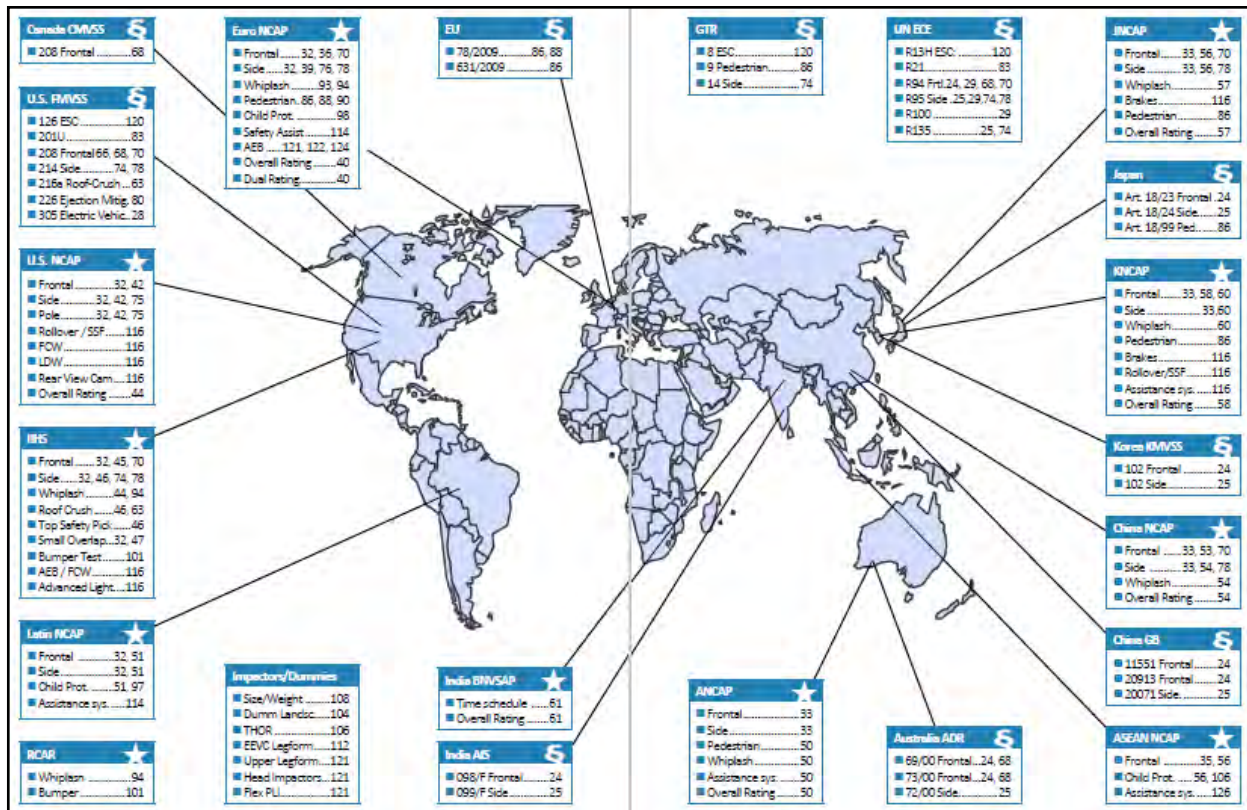 Canada CMVSS §
208 Frontal ..........68
U.S. FMVSS §
126 ESC ..............120
201U ....................83
208 Frontal66, 68, 70
214 Side.........74, 78
216a Roof-Crush ...63
226 Ejection Mitig. 80
305 Electric Vehic.. 28
U.S. NCAP
Frontal .............32, 42
Side...........32, 42, 75
Pole...........32, 42, 75
Rollover / SSF......116
FCW ...................116
LDW ...................116
Rear View Cam ....116
Overall Rating .......44
IIHS
Frontal ......32, 45, 70
Side.....32, 46, 74, 78
Whiplash ........44, 94
Roof Crush ......46, 63
Top Safety Pick .....46
Small Overlap...32, 47
Bumper Test .......101
AEB / FCW ..........116
Advanced Light....116
Latin NCAP
Frontal ..........32, 51
Side................32, 51
Child Prot. ......51, 97
Assistance sys. ....114
RCAR
Whiplash ..............94
Bumper ..............101
Euro NCAP
Frontal .....32, 36, 70
Side.....32, 39, 76, 78
Whiplash .......93, 94
Pedestrian. 86, 88, 90
Child Prot. ............98
Safety Assist .......114
AEB .....121, 122, 124
Overall Rating .......40
Dual Rating...........40
EU §
78/2009..........86, 88
631/2009 .............86
GTR §
8 ESC ..................120
9 Pedestrian..........86
14 Side.................74
UN ECE §
R13H ESC: ..........120
R21 ......................83
R94 Frtl.24, 29, 68, 70
R95 Side .25,29,74,78
R100 ....................29
R135 ...............25, 74
JNCAP
Frontal......33, 56, 70
Side..........33, 56, 78
Whiplash..............57
Brakes ................116
Pedestrian............86
Overall Rating .......57
Japan §
Art. 18/23 Frontal .24
Art. 18/24 Side......25
Art. 18/99 Ped.......86
KNCAP
Frontal.......33, 58, 60
Side ................33,60
Whiplash..............60
Pedestrian............86
Brakes ................116
Rollover/SSF.......116
Assistance sys. ....116
Overall Rating .......58
Korea KMVSS §
102 Frontal ..........24
102 Side...............25
China NCAP
Frontal ......33, 53, 70
Side ..........33, 54, 78
Whiplash..............54
Overall Rating .......54
China GB §
11551 Frontal.......24
20913 Frontal.......24
20071 Side...........25
ASEAN NCAP
Frontal ...........35, 56
Child Prot. .....56, 106
Assistance sys. ....126
Impactors/Dummies
Size/Weight ........108
Dumm Landsc. ....104
THOR .................106
EEVC Legform .....112
Upper Legform....121
Head Impactors...121
Flex PLI ..............121
India BNVSAP
Time schedule ......61
Overall Rating .......61
India AIS §
098/F Frontal........24
099/F Side............25
ANCAP
Frontal..................33
Side......................33
Pedestrian............50
Whiplash ..............50
Assistance sys. ......50
Overall Rating .......50
Australia ADR §
69/00 Frontal...24, 68
73/00 Frontal...24, 68
72/00 Side............25